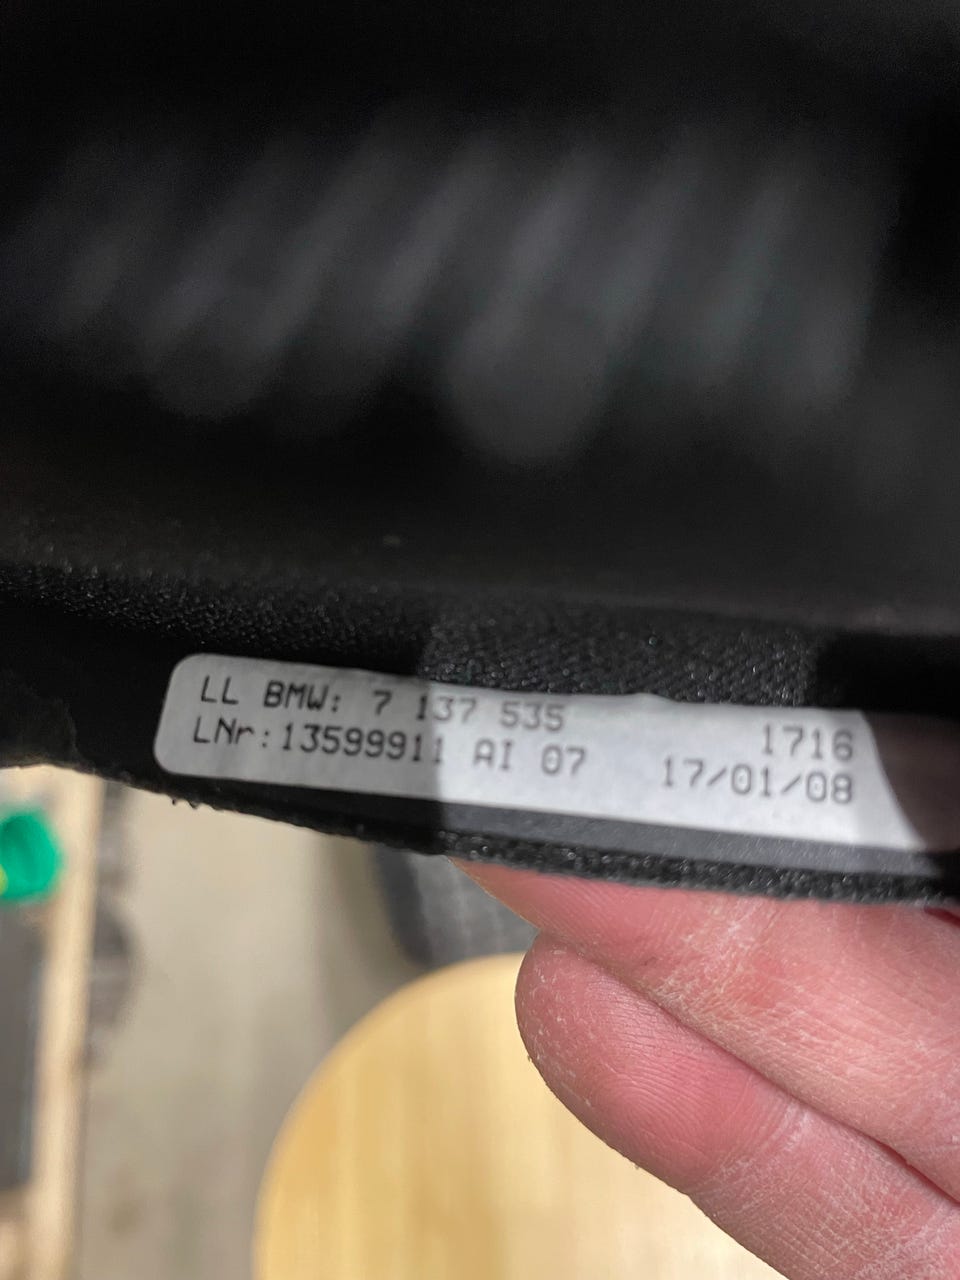 LL BMW: 7 137 535 1716
LNr:13599911 AI 07 17/01/08